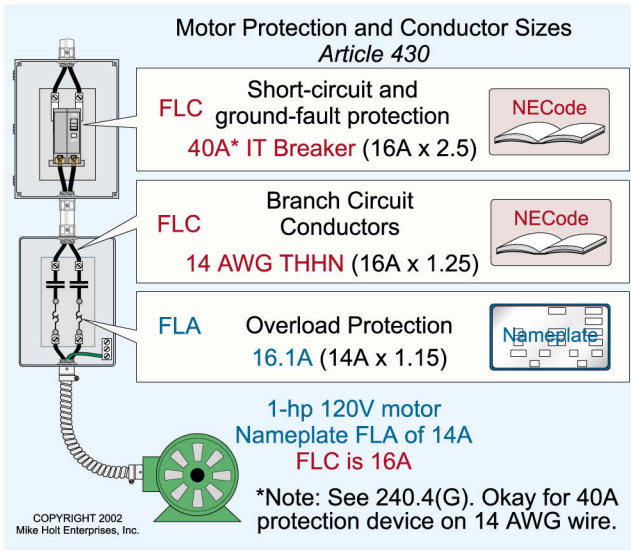 Motor Protection and Conductor Sizes
Article 430
FLC
Short-circuit and
ground-fault protection
40A* IT Breaker (16A x 2.5)
NECode
FLC
Branch Circuit
Conductors
14 AWG THHN (16A x 1.25)
NECode
FLA
Overload Protection
16.1A (14A x 1.15)
Nameplate
1-hp 120V motor
Nameplate FLA of 14A
FLC is 16A
*Note: See 240.4(G). Okay for 40A
protection device on 14 AWG wire.
COPYRIGHT 2002
Mike Holt Enterprises, Inc.